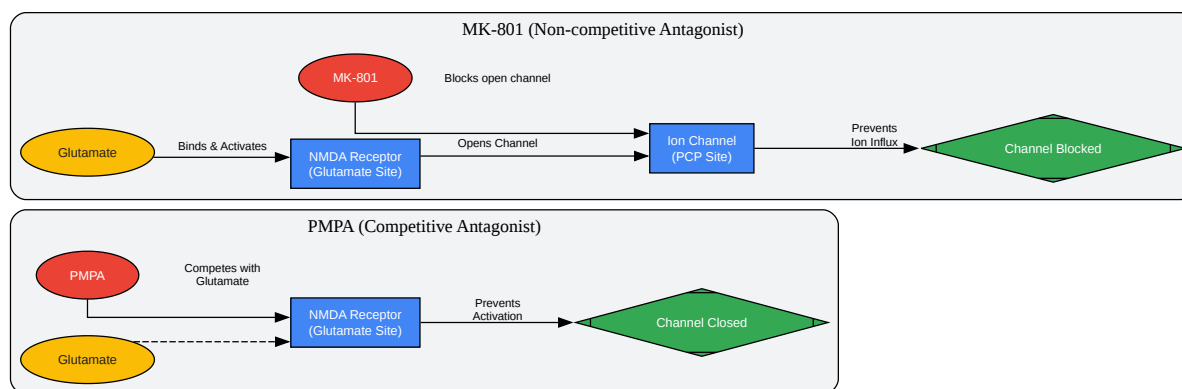 MK-801 (Non-competitive Antagonist)
MK-801
Blocks open channel
Glutamate
Binds & Activates
NMDA Receptor
(Glutamate Site)
Opens Channel
Ion Channel
(PCP Site)
Prevents
Ion Influx
Channel Blocked
PMPA (Competitive Antagonist)
PMPA
Competes with
Glutamate
Glutamate
NMDA Receptor
(Glutamate Site)
Prevents
Activation
Channel Closed